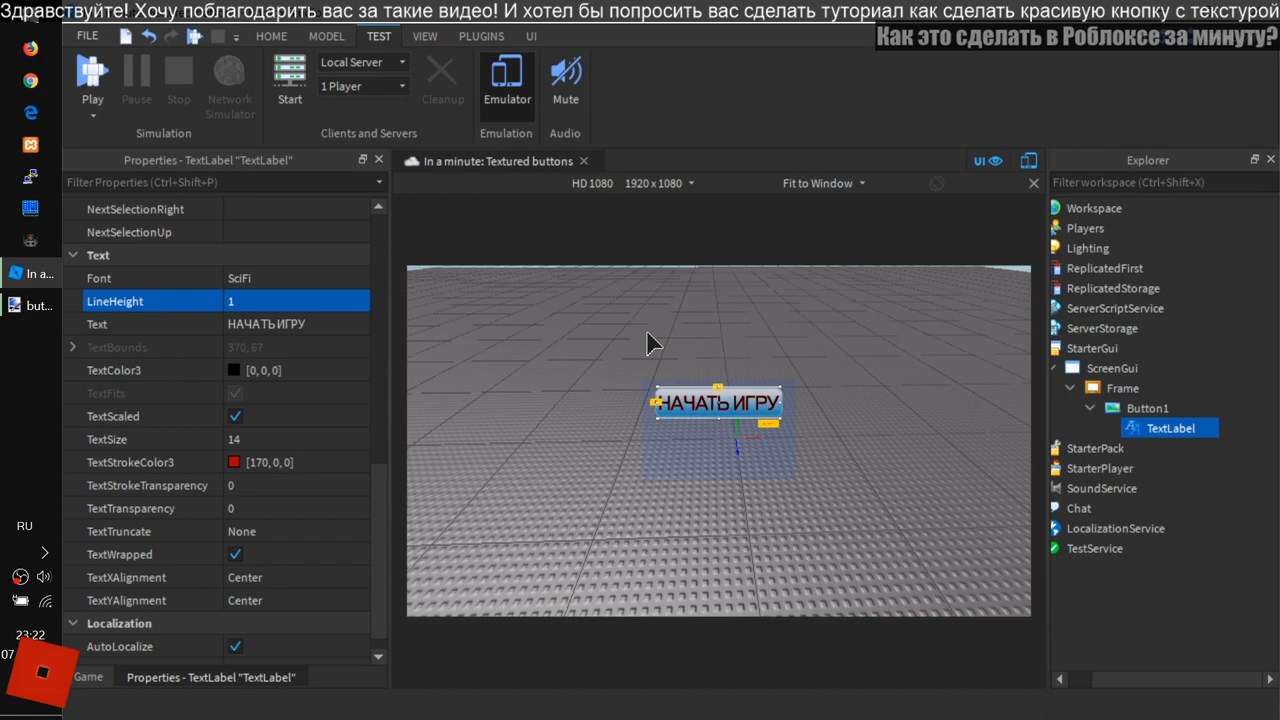 Здравствуйте! Хочу поблагодарить вас за такие видео! И хотел бы попросить вас сделать туториал как сделать красивую кнопку с текстурой
Как это сделать в Роблоксе за минуту?
FILE HOME MODEL TEST VIEW PLUGINS UI
Play Pause Stop Network Simulator
Simulation
Start Local Server
1 Player
Cleanup
Clients and Servers
Emulator
Emulation
Mute
Audio
Properties - TextLabel "TextLabel"
Filter Properties (Ctrl+Shift+P)
NextSelectionRight
NextSelectionUp
Text
Font SciFi
LineHeight 1
Text НАЧАТЬ ИГРУ
TextBounds 370, 67
TextColor3 [0, 0, 0]
TextFits
TextScaled
TextSize 14
TextStrokeColor3 [170, 0, 0]
TextStrokeTransparency 0
TextTransparency 0
TextTruncate None
TextWrapped
TextXAlignment Center
TextYAlignment Center
Localization
AutoLocalize
Game Properties - TextLabel "TextLabel"
In a minute: Textured buttons
UI
HD 1080 1920 x 1080 Fit to Window
НАЧАТЬ ИГРУ
Explorer
Filter workspace (Ctrl+Shift+X)
Workspace
Players
Lighting
ReplicatedFirst
ReplicatedStorage
ServerScriptService
ServerStorage
StarterGui
ScreenGui
Frame
Button1
TextLabel
StarterPack
StarterPlayer
SoundService
Chat
LocalizationService
TestService
In a...
but...
RU
23:22
07